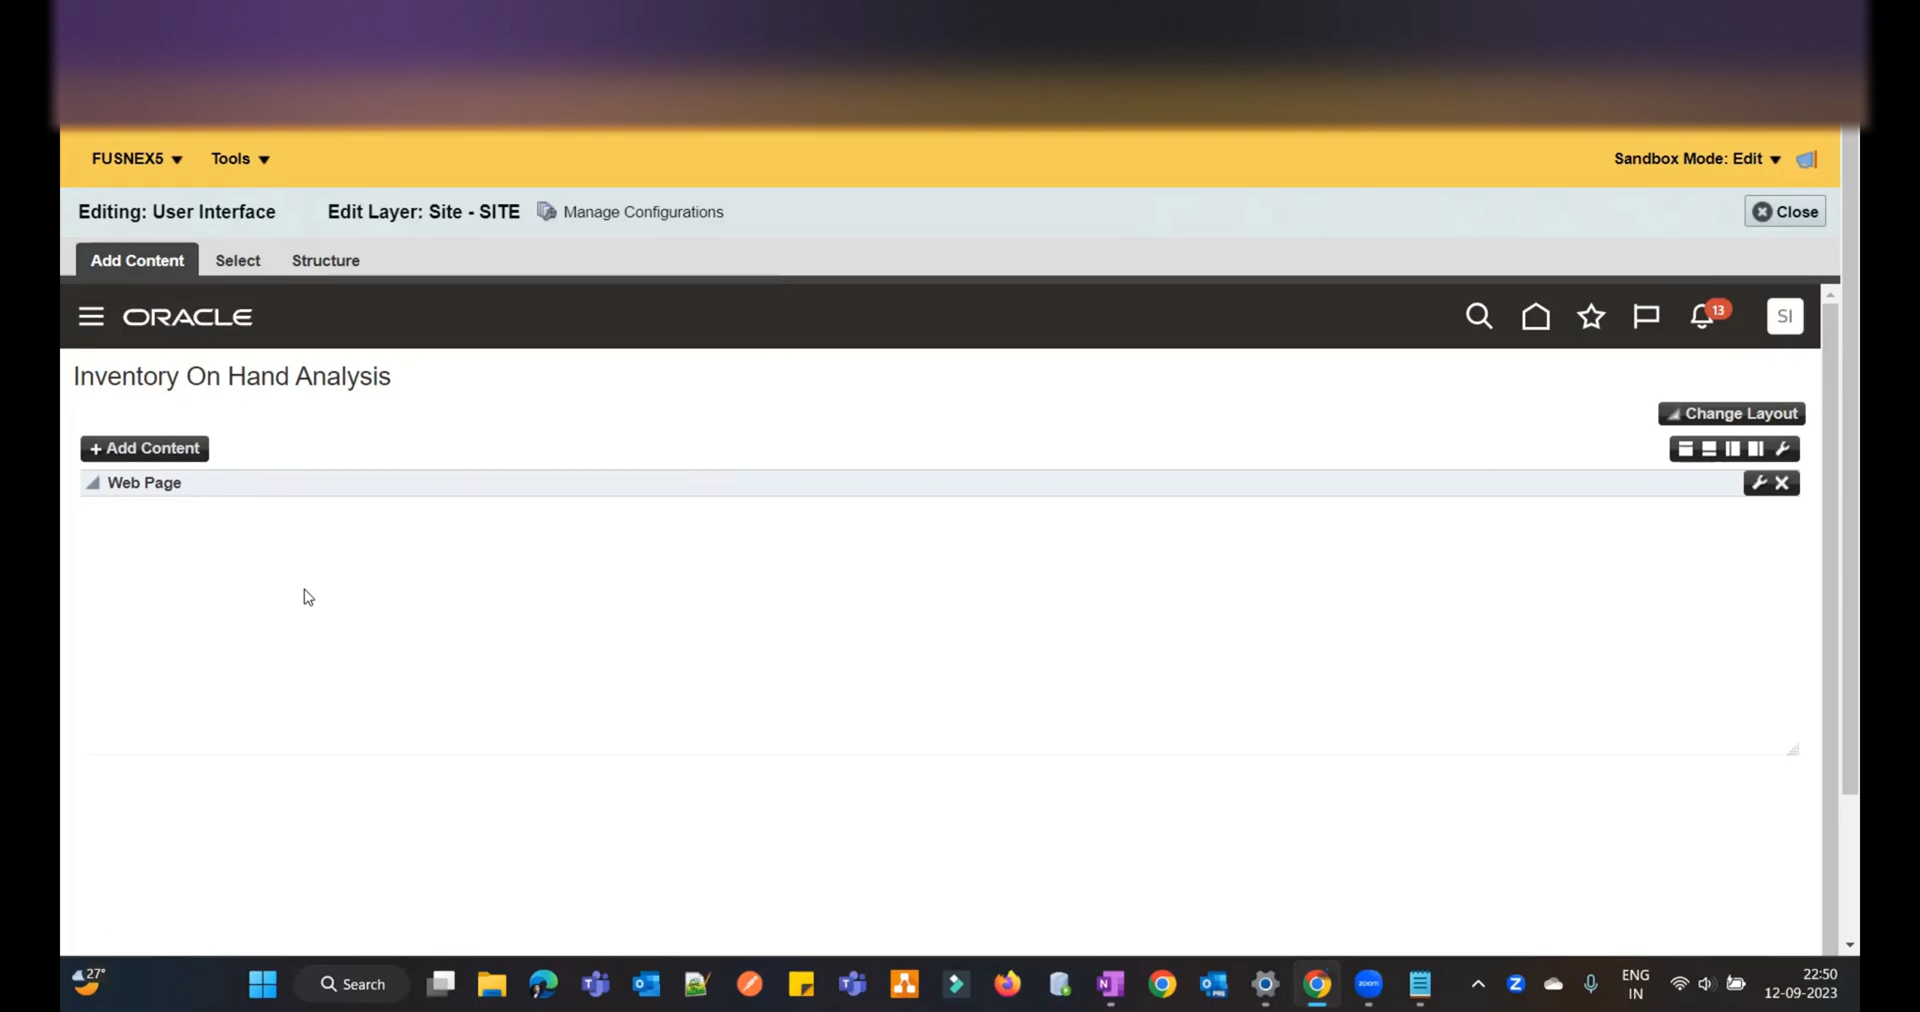 FUSNEX5 Tools Sandbox Mode: Edit
Editing: User Interface Edit Layer: Site - SITE Manage Configurations Close
Add Content Select Structure
ORACLE 13 SI
Inventory On Hand Analysis
Change Layout
+ Add Content
Web Page
27° Search zoom ENG 22:50
IN 12-09-2023